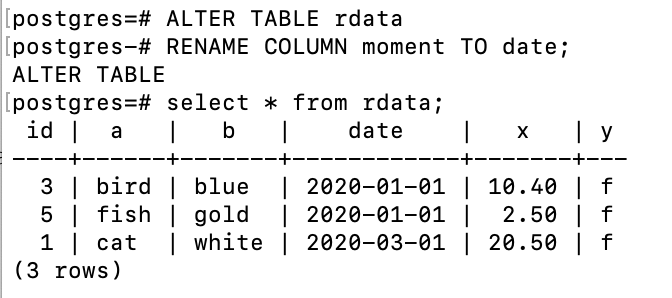 postgres=# ALTER TABLE rdata
postgres-# RENAME COLUMN moment TO date;
ALTER TABLE
postgres=# select * from rdata;
 id |  a   |   b   |    date    |   x   | y
----+------+-------+------------+-------+---
  3 | bird | blue  | 2020-01-01 | 10.40 | f
  5 | fish | gold  | 2020-01-01 |  2.50 | f
  1 | cat  | white | 2020-03-01 | 20.50 | f
(3 rows)